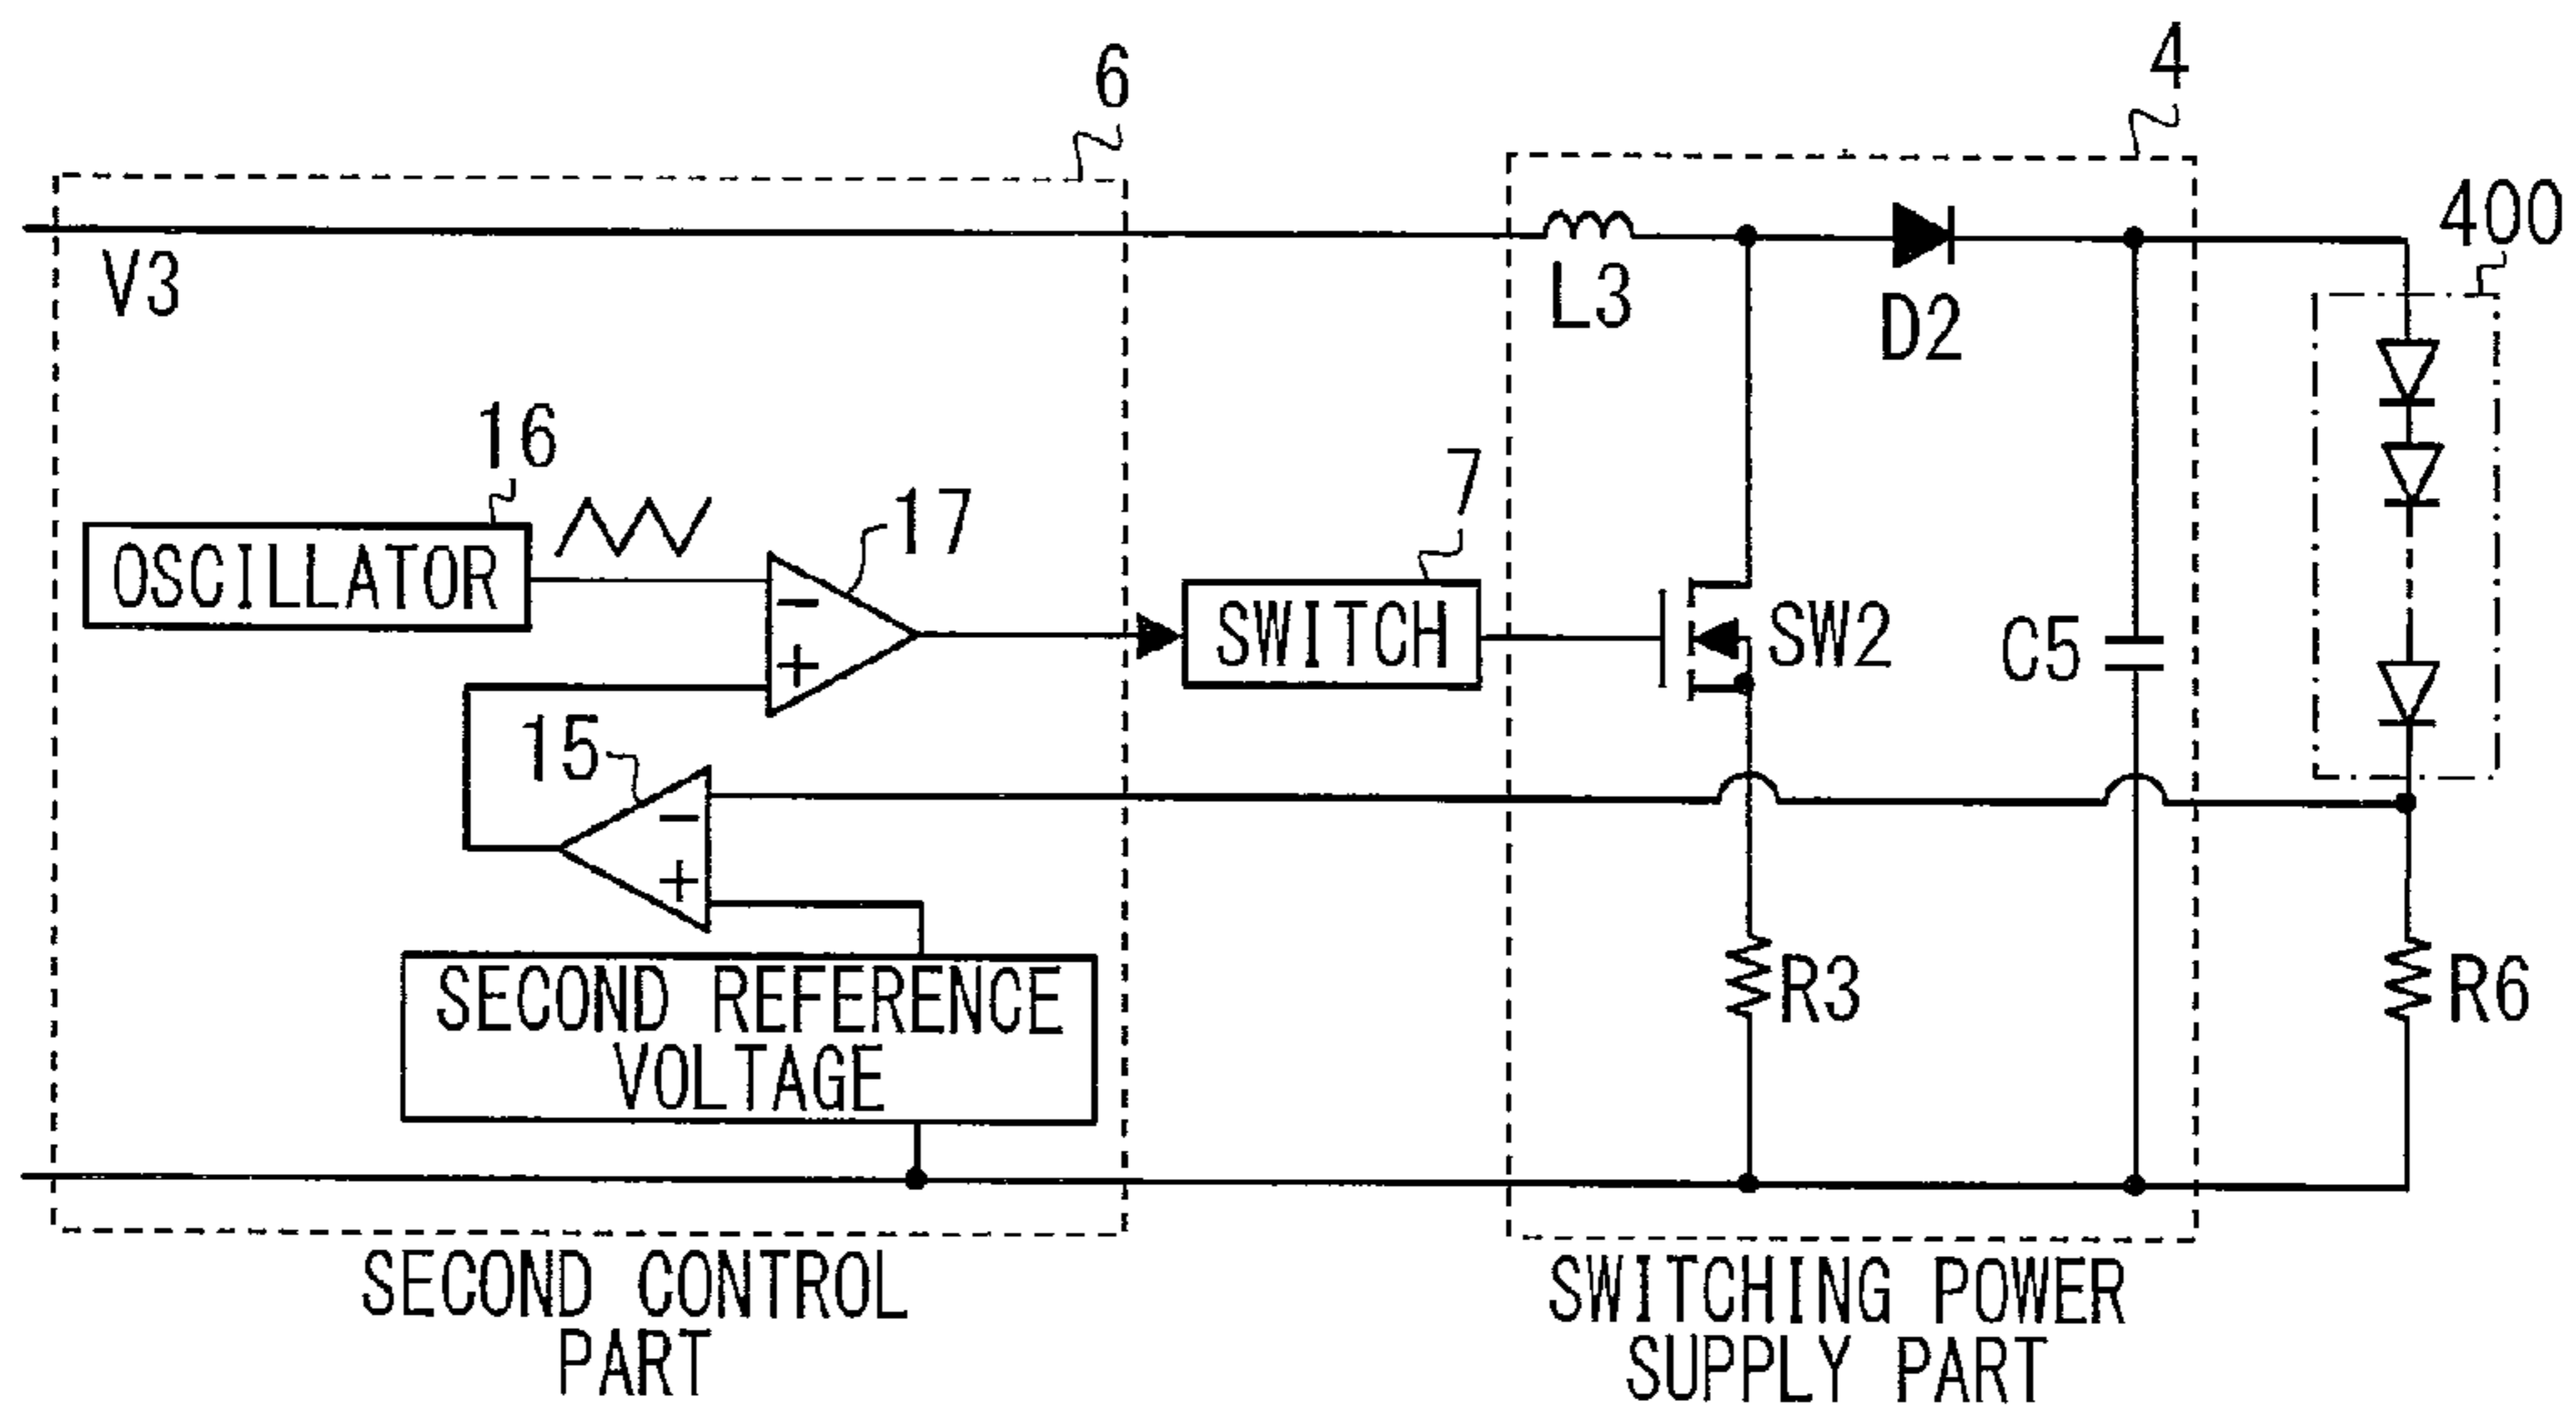 6
4
400
V3
L3
D2
16
17
7
OSCILLATOR
−
+
SWITCH
SW2
C5
15
−
+
SECOND REFERENCE
VOLTAGE
R3
R6
SECOND CONTROL
PART
SWITCHING POWER
SUPPLY PART